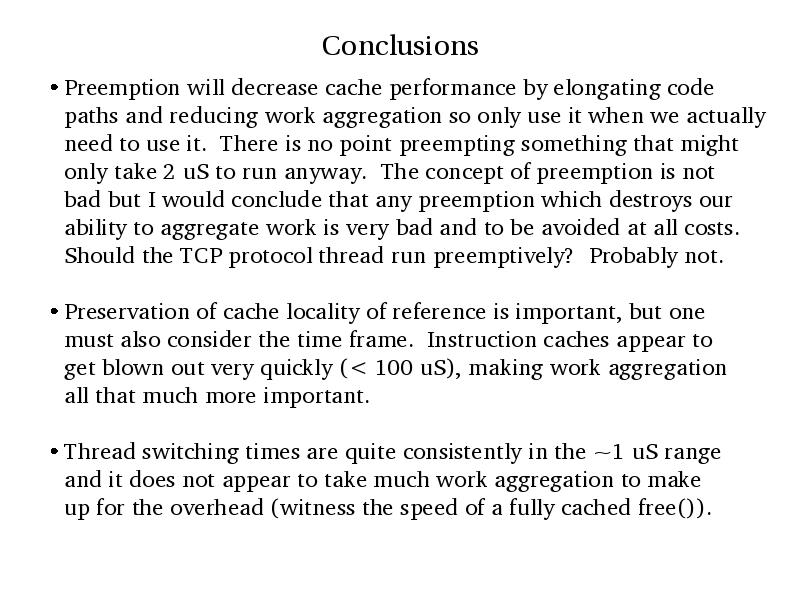 Conclusions
• Preemption will decrease cache performance by elongating code
paths and reducing work aggregation so only use it when we actually
need to use it.  There is no point preempting something that might
only take 2 uS to run anyway.  The concept of preemption is not
bad but I would conclude that any preemption which destroys our
ability to aggregate work is very bad and to be avoided at all costs.
Should the TCP protocol thread run preemptively?  Probably not.
• Preservation of cache locality of reference is important, but one
must also consider the time frame.  Instruction caches appear to
get blown out very quickly (< 100 uS), making work aggregation
all that much more important.
• Thread switching times are quite consistently in the ~1 uS range
and it does not appear to take much work aggregation to make
up for the overhead (witness the speed of a fully cached free()).